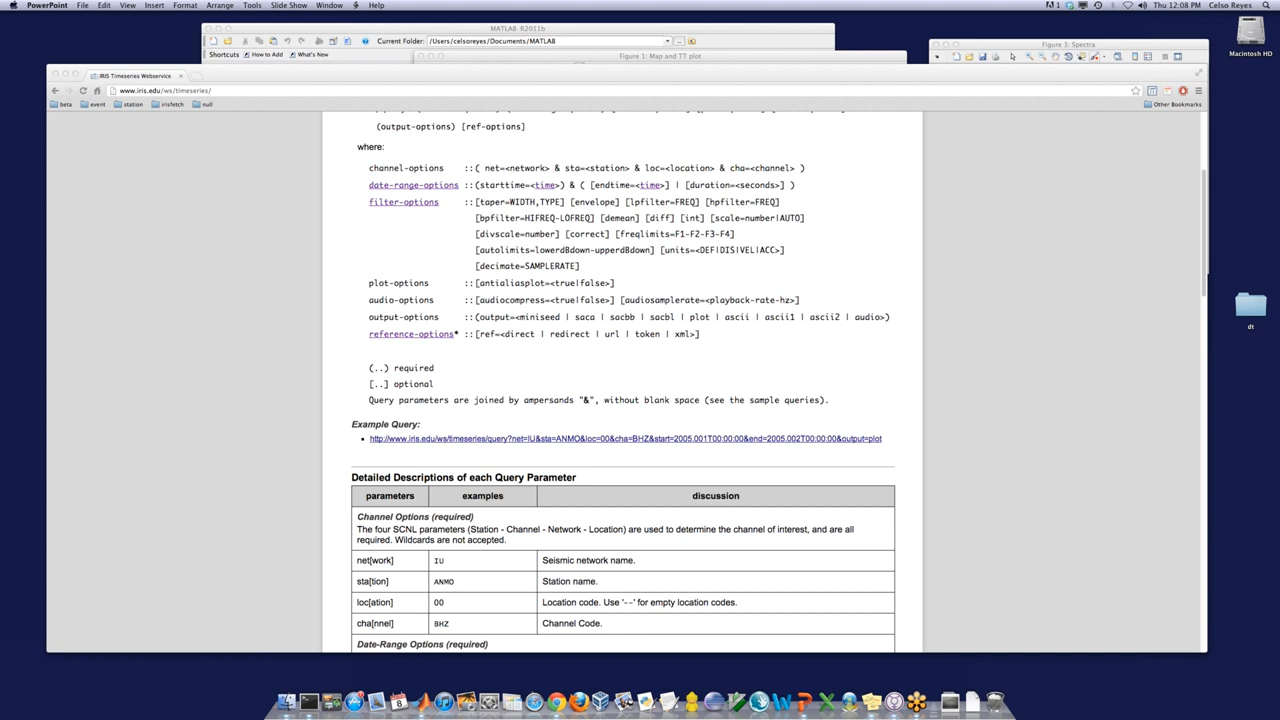 PowerPoint File Edit View Insert Format Arrange Tools Slide Show Window Help
Thu 12:08 PM Celso Reyes
MATLAB R2011b
Current Folder: /Users/celsoreyes/Documents/MATLAB
Shortcuts How to Add What's New
Figure 1: Map and TT plot
Figure 3: Spectra
Macintosh HD
IRIS Timeseries Webservice
www.iris.edu/ws/timeseries/
beta event station irisfetch null Other Bookmarks
(output-options) [ref-options]
where:
channel-options ::( net=<network> & sta=<station> & loc=<location> & cha=<channel> )
date-range-options ::(starttime=<time>) & ( [endtime=<time>] | [duration=<seconds>] )
filter-options ::[taper=WIDTH,TYPE] [envelope] [lpfilter=FREQ] [hpfilter=FREQ]
[bpfilter=HIFREQ-LOFREQ] [demean] [diff] [int] [scale=number|AUTO]
[divscale=number] [correct] [freqlimits=F1-F2-F3-F4]
[autolimits=lowerdBdown-upperdBdown] [units=<DEF|DIS|VEL|ACC>]
[decimate=SAMPLERATE]
plot-options ::[antialiasplot=<true|false>]
audio-options ::[audiocompress=<true|false>] [audiosamplerate=<playback-rate-hz>]
output-options ::(output=<miniseed | saca | sacbb | sacbl | plot | ascii | ascii1 | ascii2 | audio>)
reference-options* ::[ref=<direct | redirect | url | token | xml>]
(..) required
[..] optional
Query parameters are joined by ampersands "&", without blank space (see the sample queries).
Example Query:
http://www.iris.edu/ws/timeseries/query?net=IU&sta=ANMO&loc=00&cha=BHZ&start=2005.001T00:00:00&end=2005.002T00:00:00&output=plot
Detailed Descriptions of each Query Parameter
parameters examples discussion
Channel Options (required)
The four SCNL parameters (Station - Channel - Network - Location) are used to determine the channel of interest, and are all
required. Wildcards are not accepted.
net[work] IU Seismic network name.
sta[tion] ANMO Station name.
loc[ation] 00 Location code. Use '--' for empty location codes.
cha[nnel] BHZ Channel Code.
Date-Range Options (required)
dt